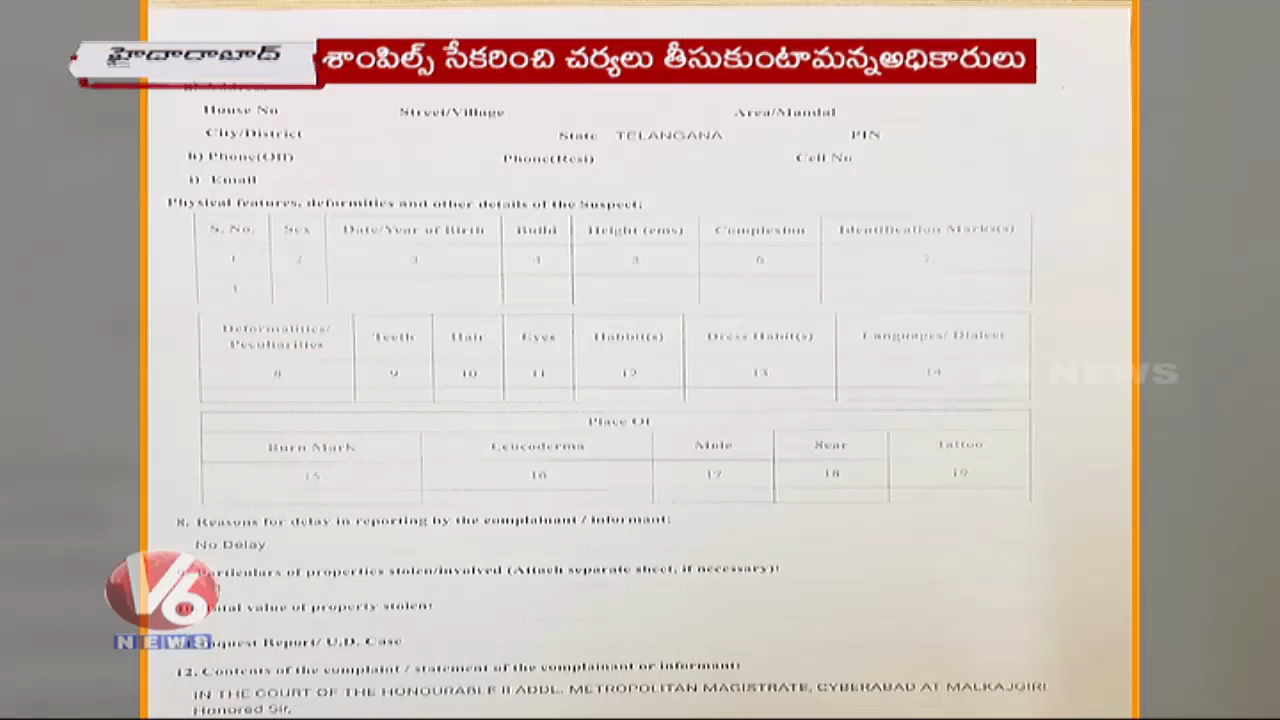 హైదరాబాద్
శాంపిల్స్ సేకరించి చర్యలు తీసుకుంటామన్నఅధికారులు
House No Street/Village Area/Mandal
City/District State TELANGANA PIN
h) Phone(Off) Phone(Resi) Cell No
i) Email
Physical features, deformities and other details of the Suspect:
S. No. Sex Date/Year of Birth Build Height (cms) Complexion Identification Marks(s)
1 2 3 4 5 6 7
1
Deformalities/ Peculiarities Teeth Hair Eyes Habbit(s) Dress Habit(s) Languages/ Dialect
8 9 10 11 12 13 14
V6 NEWS
Place Of
Burn Mark Leucoderma Mole Scar Tattoo
15 16 17 18 19
8. Reasons for delay in reporting by the complainant / informant:
No Delay
Particulars of properties stolen/involved (Attach separate sheet, if necessary):
value of property stolen:
Report/ U.D. Case
12. Contents of the complaint / statement of the complainant or informant:
IN THE COURT OF THE HONOURABLE II ADDL. METROPOLITAN MAGISTRATE, CYBERABAD AT MALKAJGIRI
Honored Sir,
V6
NEWS